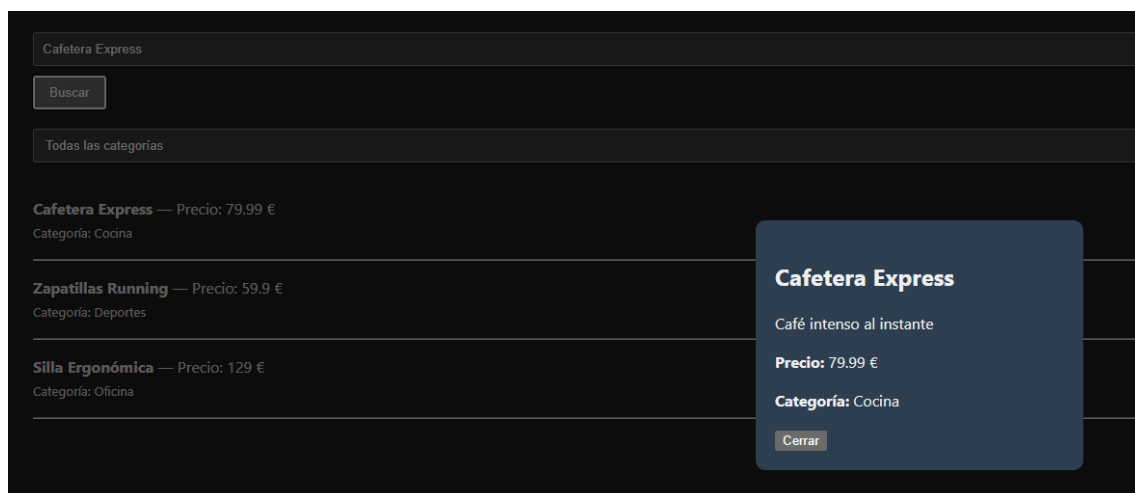 Cafetera Express
Buscar
Todas las categorías
Cafetera Express — Precio: 79.99 €
Categoría: Cocina
Zapatillas Running — Precio: 59.9 €
Categoría: Deportes
Silla Ergonómica — Precio: 129 €
Categoría: Oficina
Cafetera Express
Café intenso al instante
Precio: 79.99 €
Categoría: Cocina
Cerrar